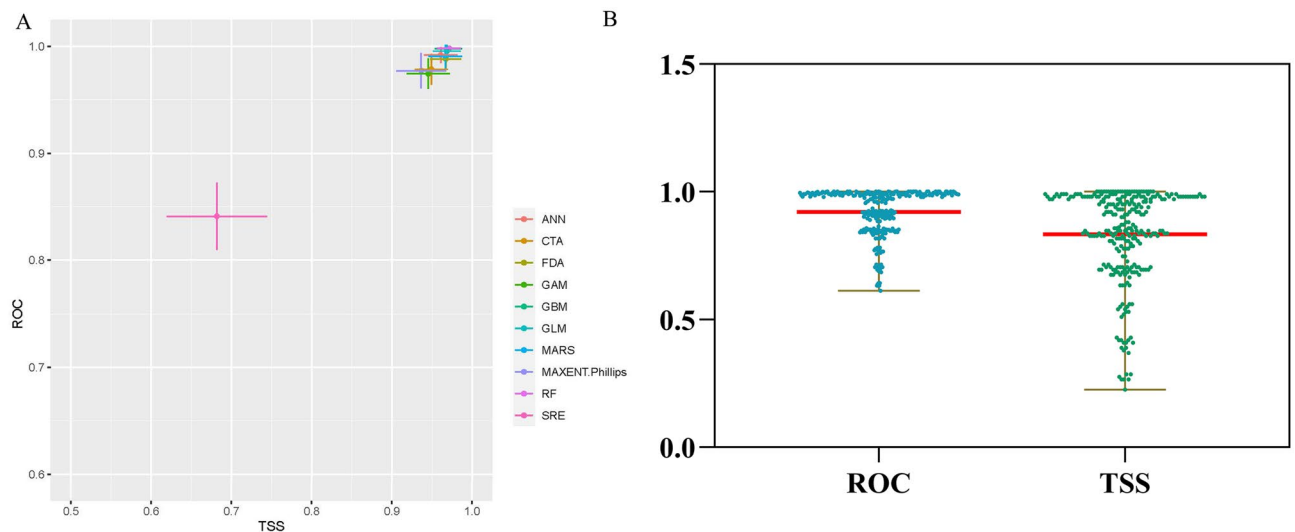 A
B
ROC
1.0
0.9
0.8
0.7
0.6
0.5
0.6
0.7
0.8
0.9
1.0
TSS
ANN
CTA
FDA
GAM
GBM
GLM
MARS
MAXENT.Phillips
RF
SRE
1.5
1.0
0.5
0.0
ROC
TSS